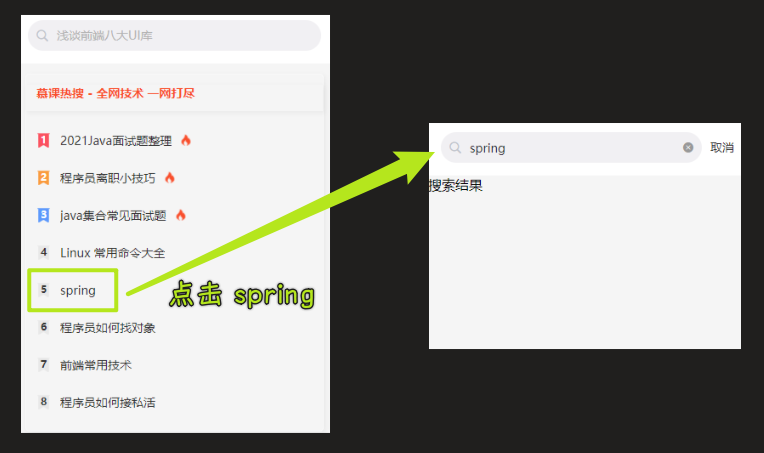 浅谈前端八大UI库
慕课热搜 - 全网技术 一网打尽
1 2021Java面试题整理
2 程序员离职小技巧
3 java集合常见面试题
4 Linux 常用命令大全
5 spring
6 程序员如何找对象
7 前端常用技术
8 程序员如何接私活
点击 spring
spring 取消
搜索结果